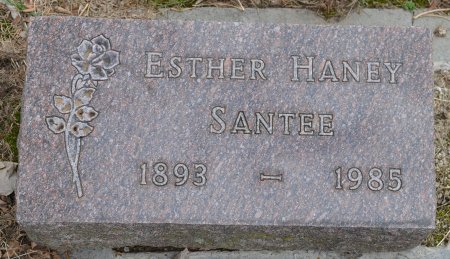 ESTHER HANEY
SANTEE
1893 – 1985